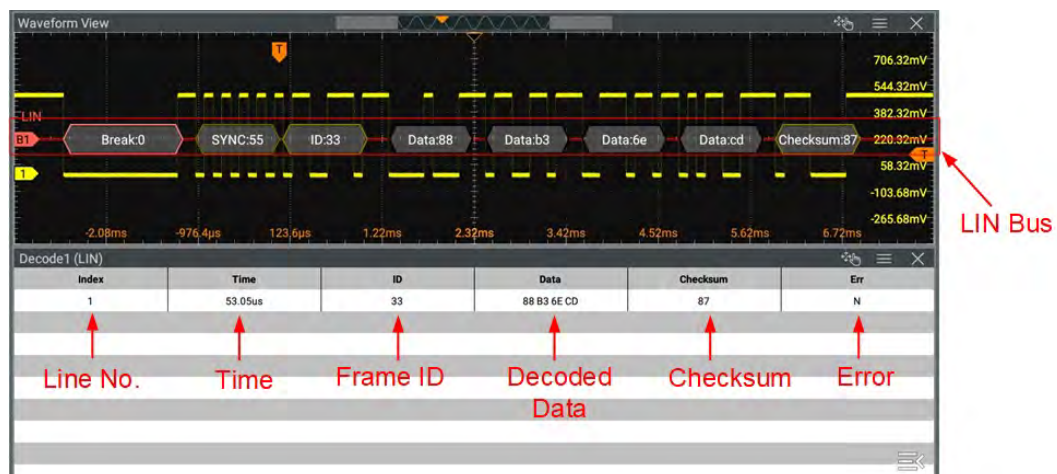 Waveform View
T
706.32mV
544.32mV
LIN
382.32mV
B1 Break:0 SYNC:55 ID:33 Data:88 Data:b3 Data:6e Data:cd Checksum:87 220.32mV
T
1 58.32mV
-103.68mV
-265.68mV
-2.08ms -976.4μs 123.6μs 1.22ms 2.32ms 3.42ms 4.52ms 5.62ms 6.72ms
LIN Bus
Decode1 (LIN)
Index Time ID Data Checksum Err
1 53.05us 33 88 B3 6E CD 87 N
Line No. Time Frame ID Decoded Data Checksum Error